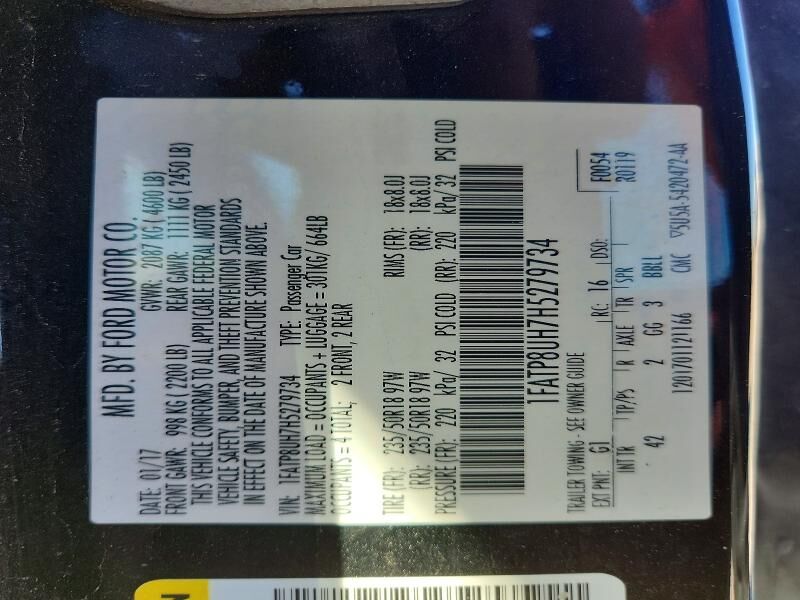 MFD. BY FORD MOTOR CO.
DATE: 01/17 GVWR: 2087 KG ( 4600 LB)
FRONT GAWR: 998 KG (2200 LB) REAR GAWR: 1111 KG ( 2450 LB)
THIS VEHICLE CONFORMS TO ALL APPLICABLE FEDERAL MOTOR
VEHICLE SAFETY, BUMPER, AND THEFT PREVENTION STANDARDS
IN EFFECT ON THE DATE OF MANUFACTURE SHOWN ABOVE.
VIN: 1FATP8UH7H5279734 TYPE: Passenger Car
MAXIMUM LOAD = OCCUPANTS + LUGGAGE = 301KG/ 664LB
OCCUPANTS = 4 TOTAL; 2 FRONT, 2 REAR
TIRE (FR): 235/50R18 97W RIMS (FR): 18x8.0J
(RR): 235/50R18 97W (RR): 18x8.0J
PRESSURE (FR): 220 kPa/ 32 PSI COLD (RR): 220 kPa/ 32 PSI COLD
1FATP8UH7H5279734
TRAILER TOWING - SEE OWNER GUIDE
F0054
EXT PNT: G1 RC: 16 DSO: R0119
INT TR TP/PS R AXLE TR SPR
42 2 GG 3 BBLL
1201701121166 CMC ▽5U5A-5420472-AA
N